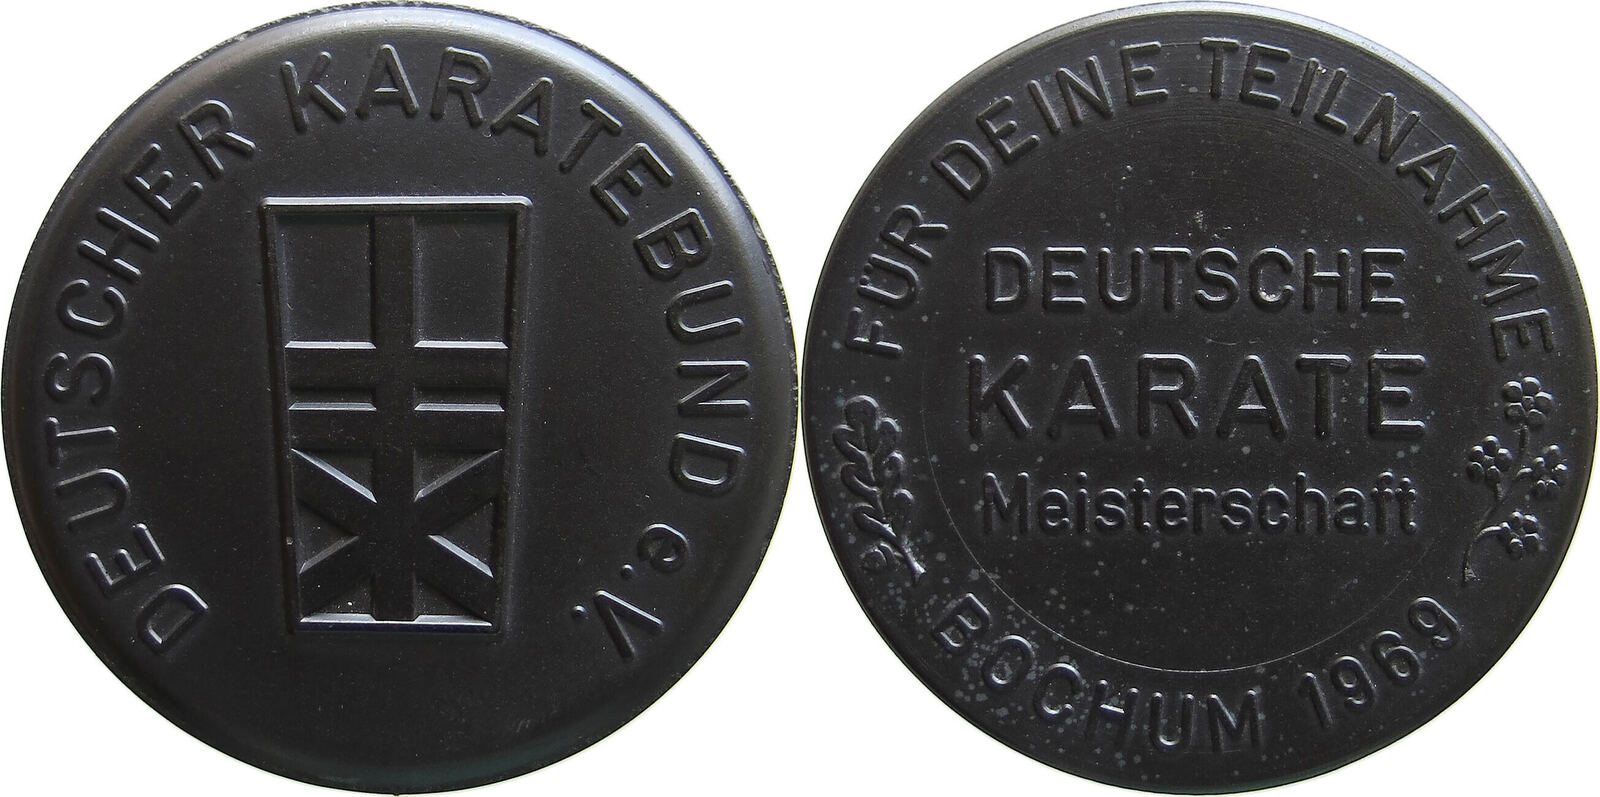 DEUTSCHER KARATEBUND e.V.
FÜR DEINE TEILNAHME
DEUTSCHE
KARATE
Meisterschaft
BOCHUM 1969